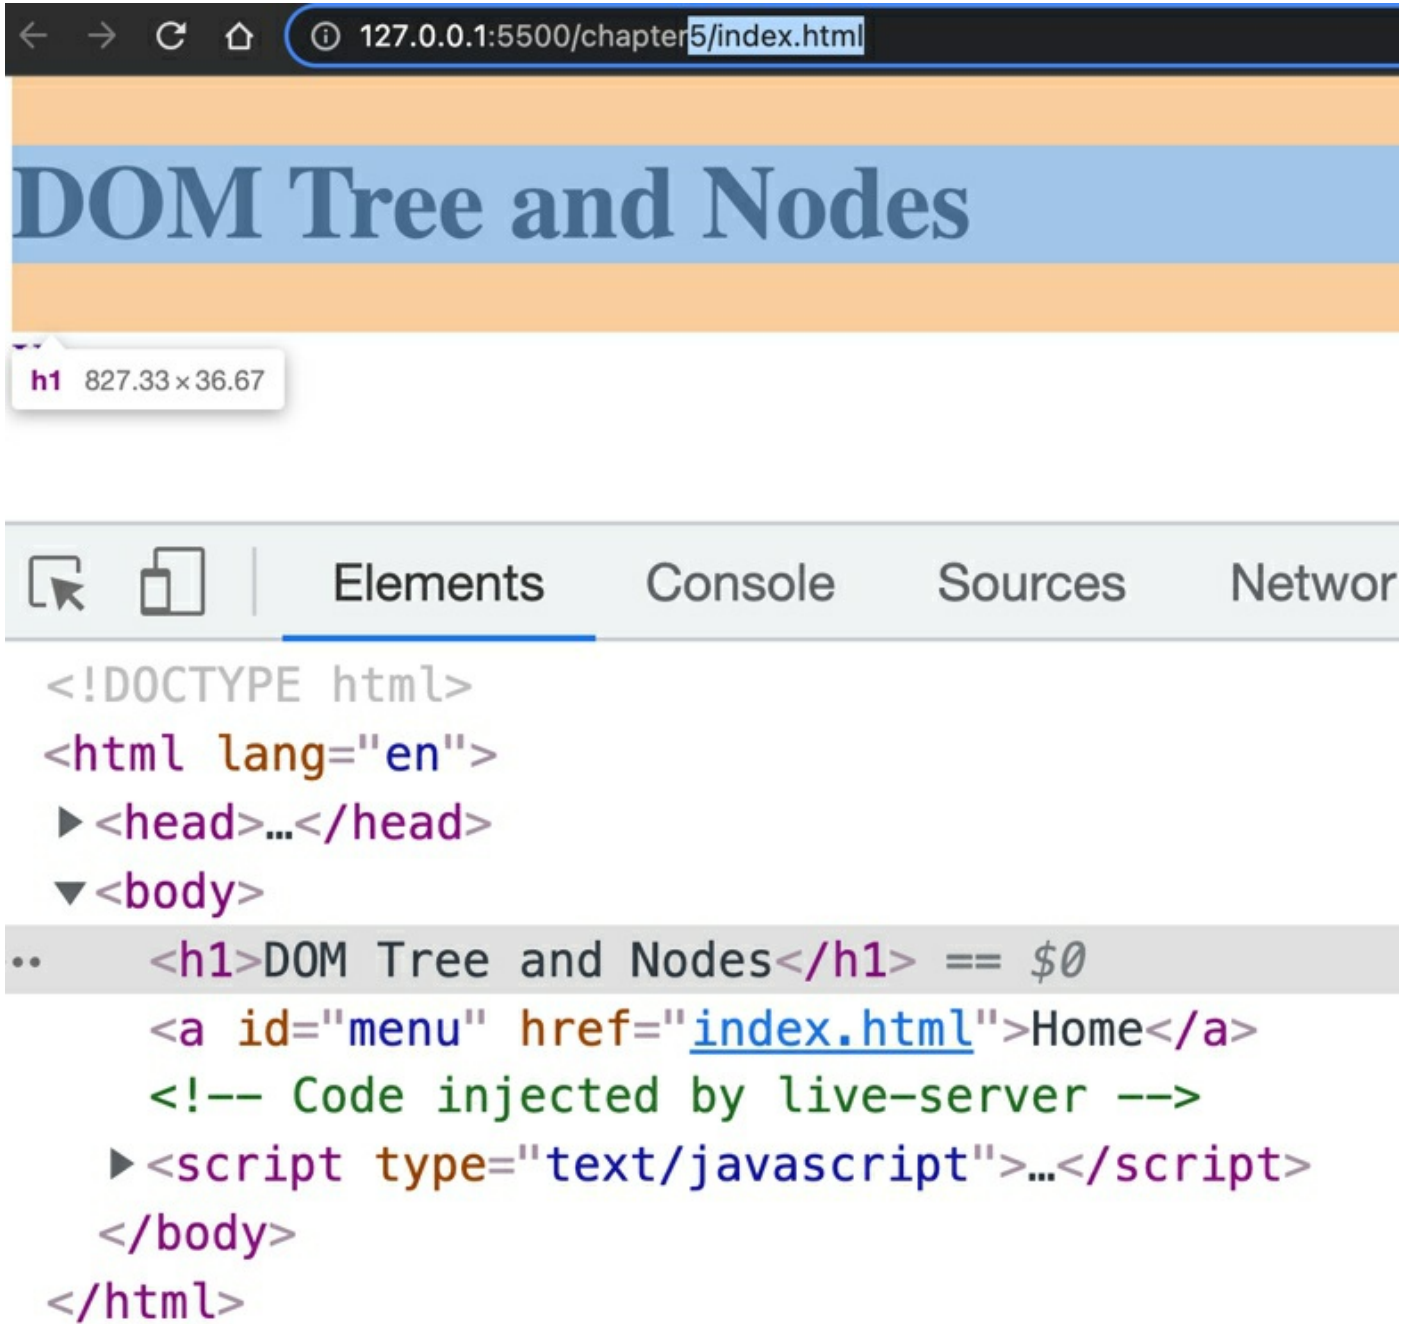 127.0.0.1:5500/chapter5/index.html
DOM Tree and Nodes
h1 827.33 × 36.67
Elements Console Sources Networ
<!DOCTYPE html>
<html lang="en">
<head>…</head>
<body>
<h1>DOM Tree and Nodes</h1> == $0
<a id="menu" href="index.html">Home</a>
<!-- Code injected by live-server -->
<script type="text/javascript">…</script>
</body>
</html>